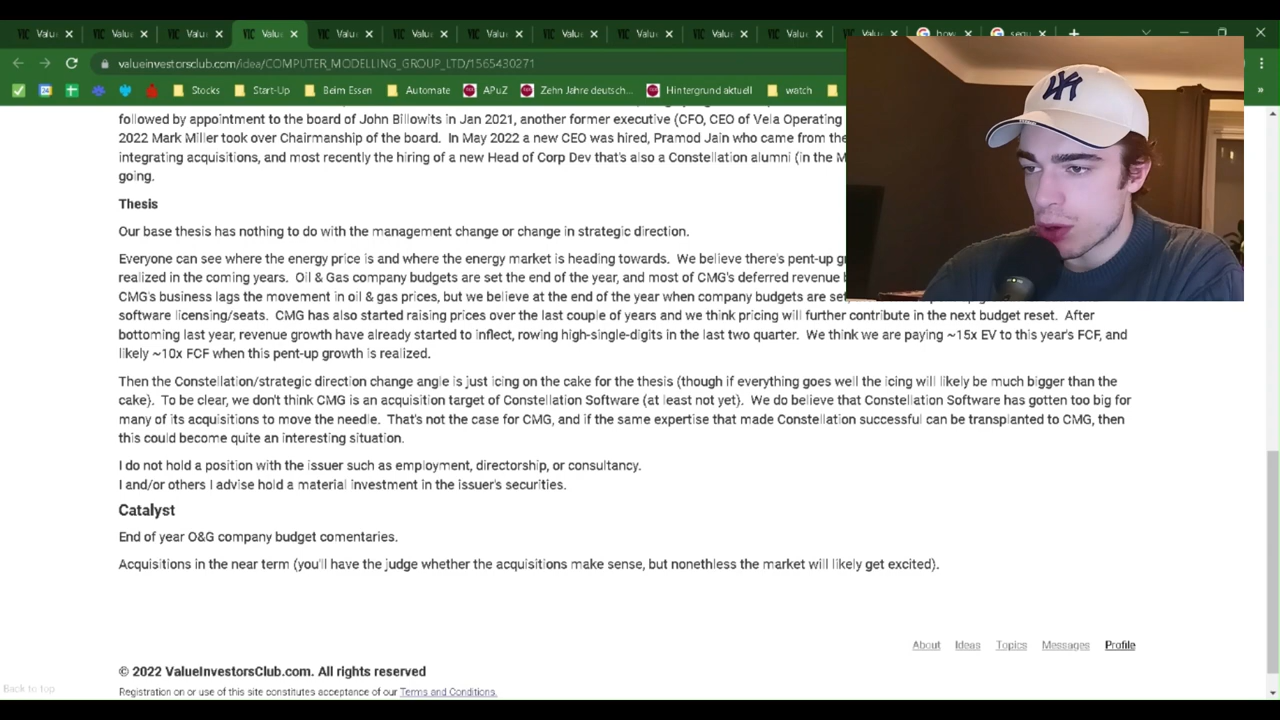 Valu
Valu
Valu
Valu
Valu
Valu
Valu
Valu
Valu
Valu
Valu
how
sequ
valueinvestorsclub.com/idea/COMPUTER_MODELLING_GROUP_LTD/1565430271
Stocks Start-Up Beim Essen Automate APuZ Zehn Jahre deutsch... Hintergrund aktuell watch
followed by appointment to the board of John Billowits in Jan 2021, another former executive (CFO, CEO of Vela Operating
2022 Mark Miller took over Chairmanship of the board. In May 2022 a new CEO was hired, Pramod Jain who came from the
integrating acquisitions, and most recently the hiring of a new Head of Corp Dev that's also a Constellation alumni (in the M
going.
Thesis
Our base thesis has nothing to do with the management change or change in strategic direction.
Everyone can see where the energy price is and where the energy market is heading towards. We believe there's pent-up gr
realized in the coming years. Oil & Gas company budgets are set the end of the year, and most of CMG's deferred revenue b
CMG's business lags the movement in oil & gas prices, but we believe at the end of the year when company budgets are set,
software licensing/seats. CMG has also started raising prices over the last couple of years and we think pricing will further contribute in the next budget reset. After
bottoming last year, revenue growth have already started to inflect, rowing high-single-digits in the last two quarter. We think we are paying ~15x EV to this year's FCF, and
likely ~10x FCF when this pent-up growth is realized.
Then the Constellation/strategic direction change angle is just icing on the cake for the thesis (though if everything goes well the icing will likely be much bigger than the
cake). To be clear, we don't think CMG is an acquisition target of Constellation Software (at least not yet). We do believe that Constellation Software has gotten too big for
many of its acquisitions to move the needle. That's not the case for CMG, and if the same expertise that made Constellation successful can be transplanted to CMG, then
this could become quite an interesting situation.
I do not hold a position with the issuer such as employment, directorship, or consultancy.
I and/or others I advise hold a material investment in the issuer's securities.
Catalyst
End of year O&G company budget comentaries.
Acquisitions in the near term (you'll have the judge whether the acquisitions make sense, but nonethless the market will likely get excited).
About Ideas Topics Messages Profile
© 2022 ValueInvestorsClub.com. All rights reserved
Back to top
Registration on or use of this site constitutes acceptance of our Terms and Conditions.